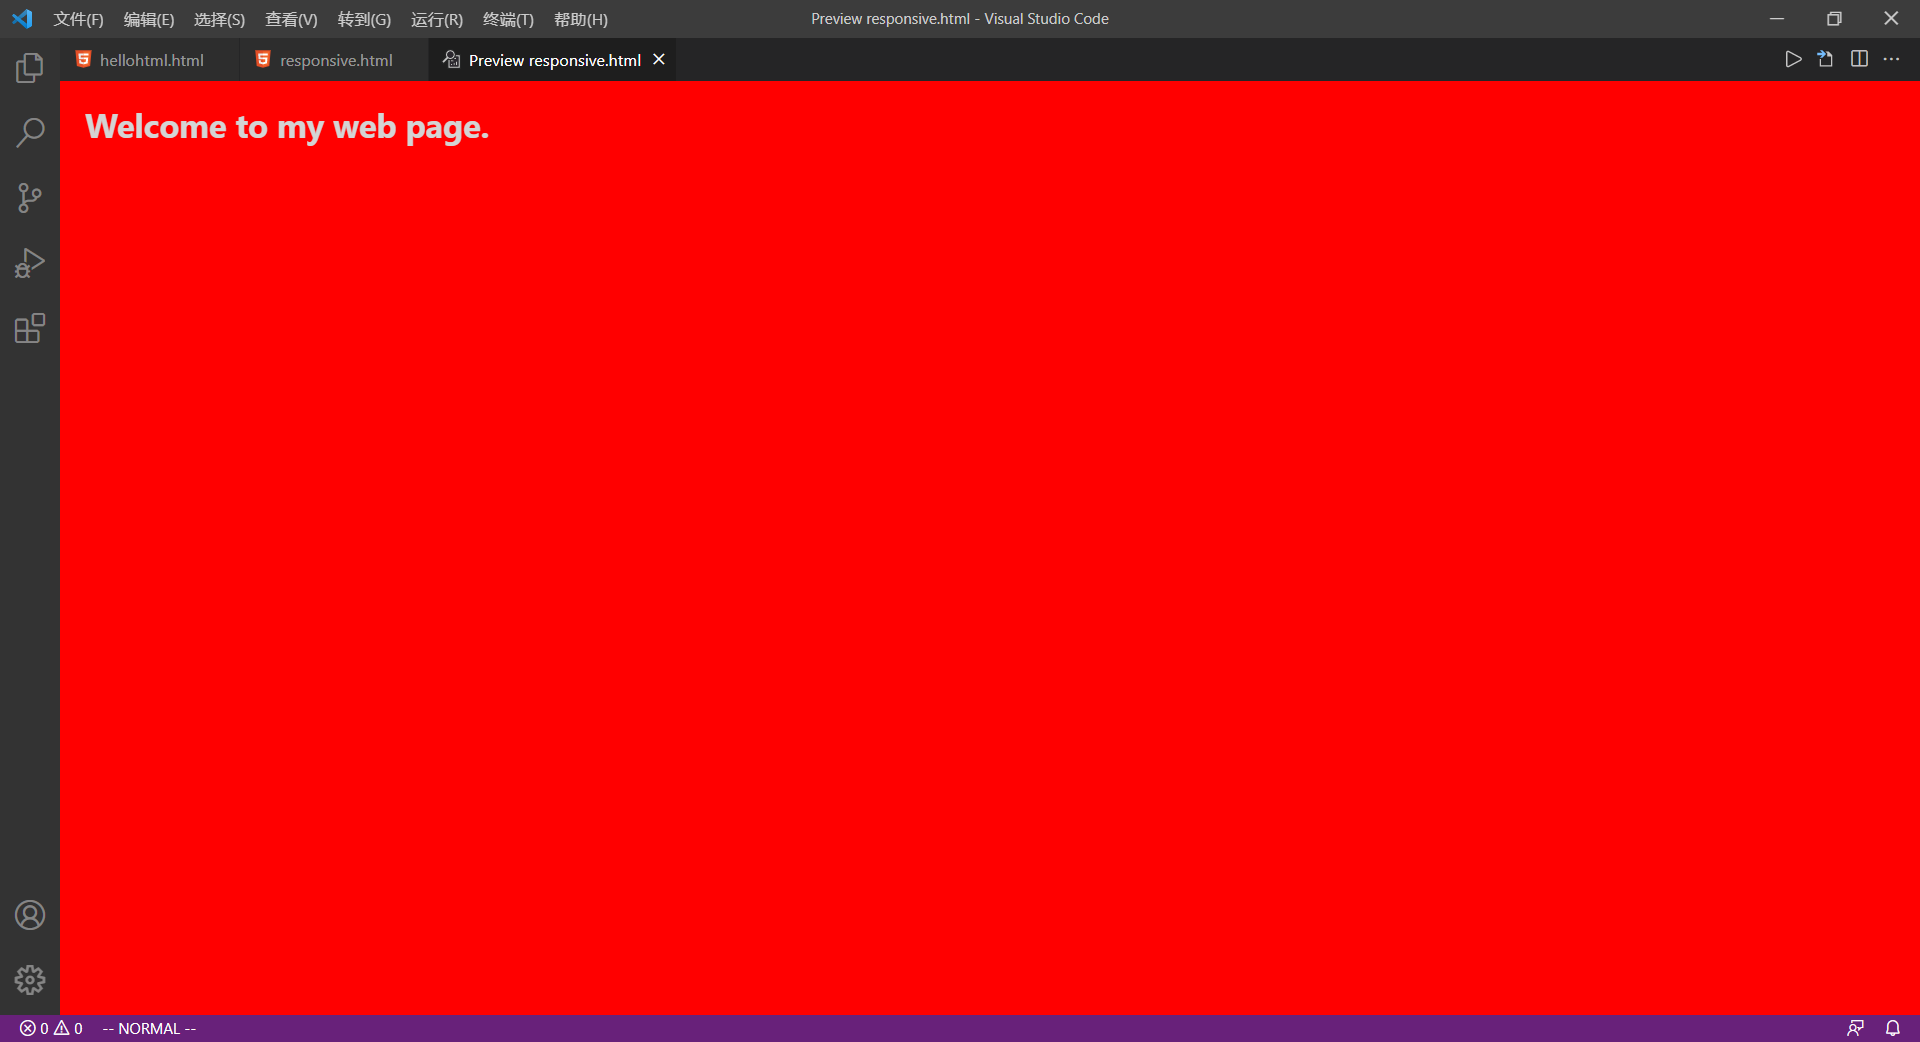 文件(F) 编辑(E) 选择(S) 查看(V) 转到(G) 运行(R) 终端(T) 帮助(H) Preview responsive.html - Visual Studio Code
hellohtml.html responsive.html Preview responsive.html
Welcome to my web page.
0 0 -- NORMAL --